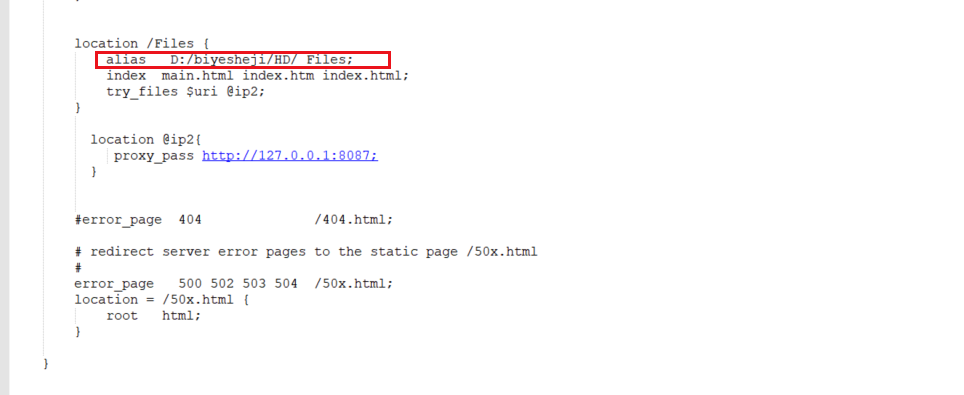 location /Files {
alias   D:/biyesheji/HD/ Files;
index  main.html index.htm index.html;
try_files $uri @ip2;
}
location @ip2{
proxy_pass http://127.0.0.1:8087;
}
#error_page  404              /404.html;
# redirect server error pages to the static page /50x.html
#
error_page   500 502 503 504  /50x.html;
location = /50x.html {
root   html;
}
}